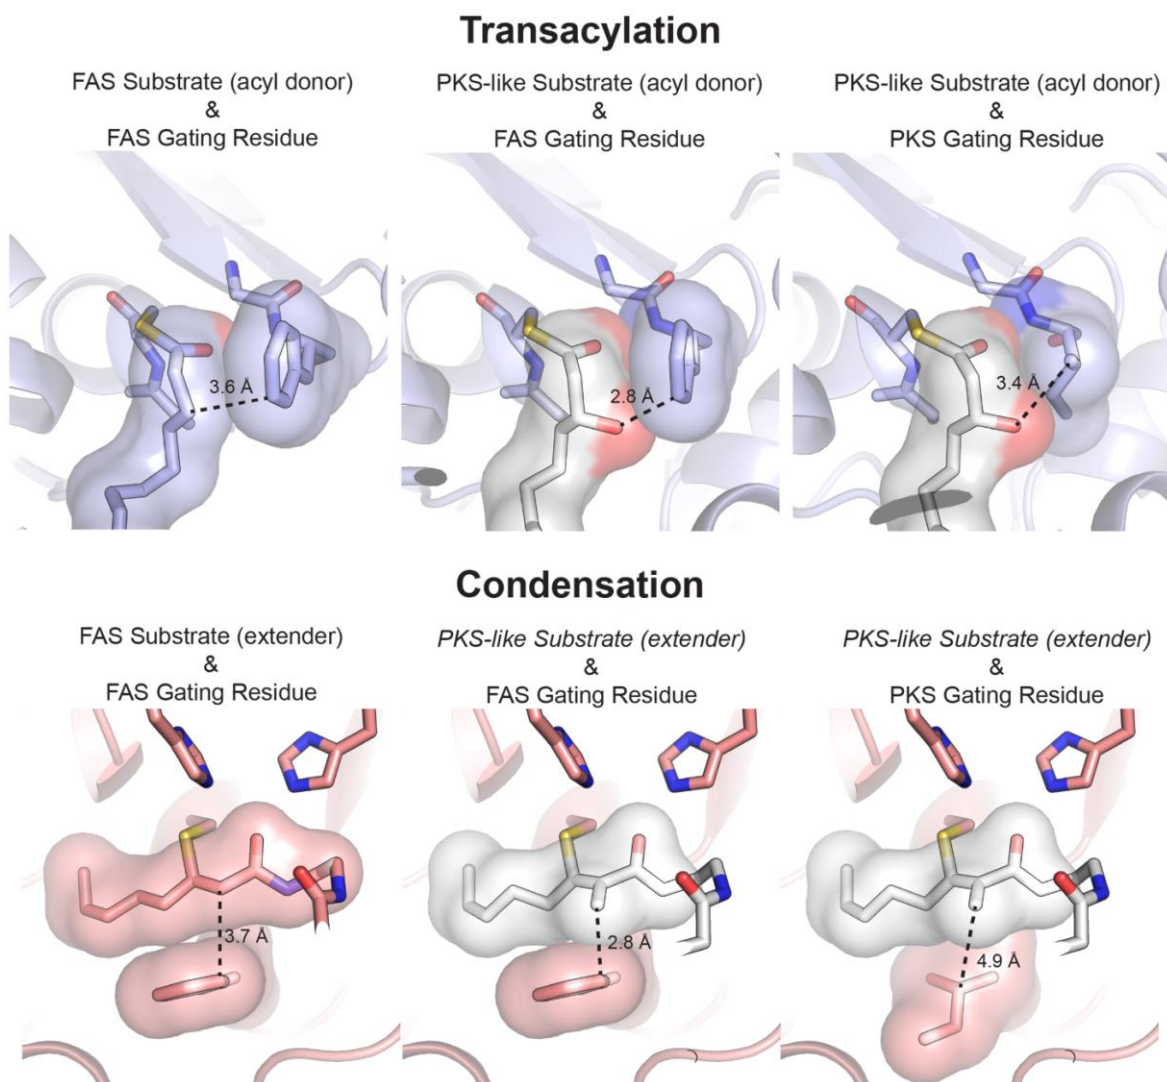 Transacylation
FAS Substrate (acyl donor)
&
FAS Gating Residue
PKS-like Substrate (acyl donor)
&
FAS Gating Residue
PKS-like Substrate (acyl donor)
&
PKS Gating Residue
3.6 Å
2.8 Å
3.4 Å
Condensation
FAS Substrate (extender)
&
FAS Gating Residue
PKS-like Substrate (extender)
&
FAS Gating Residue
PKS-like Substrate (extender)
&
PKS Gating Residue
3.7 Å
2.8 Å
4.9 Å